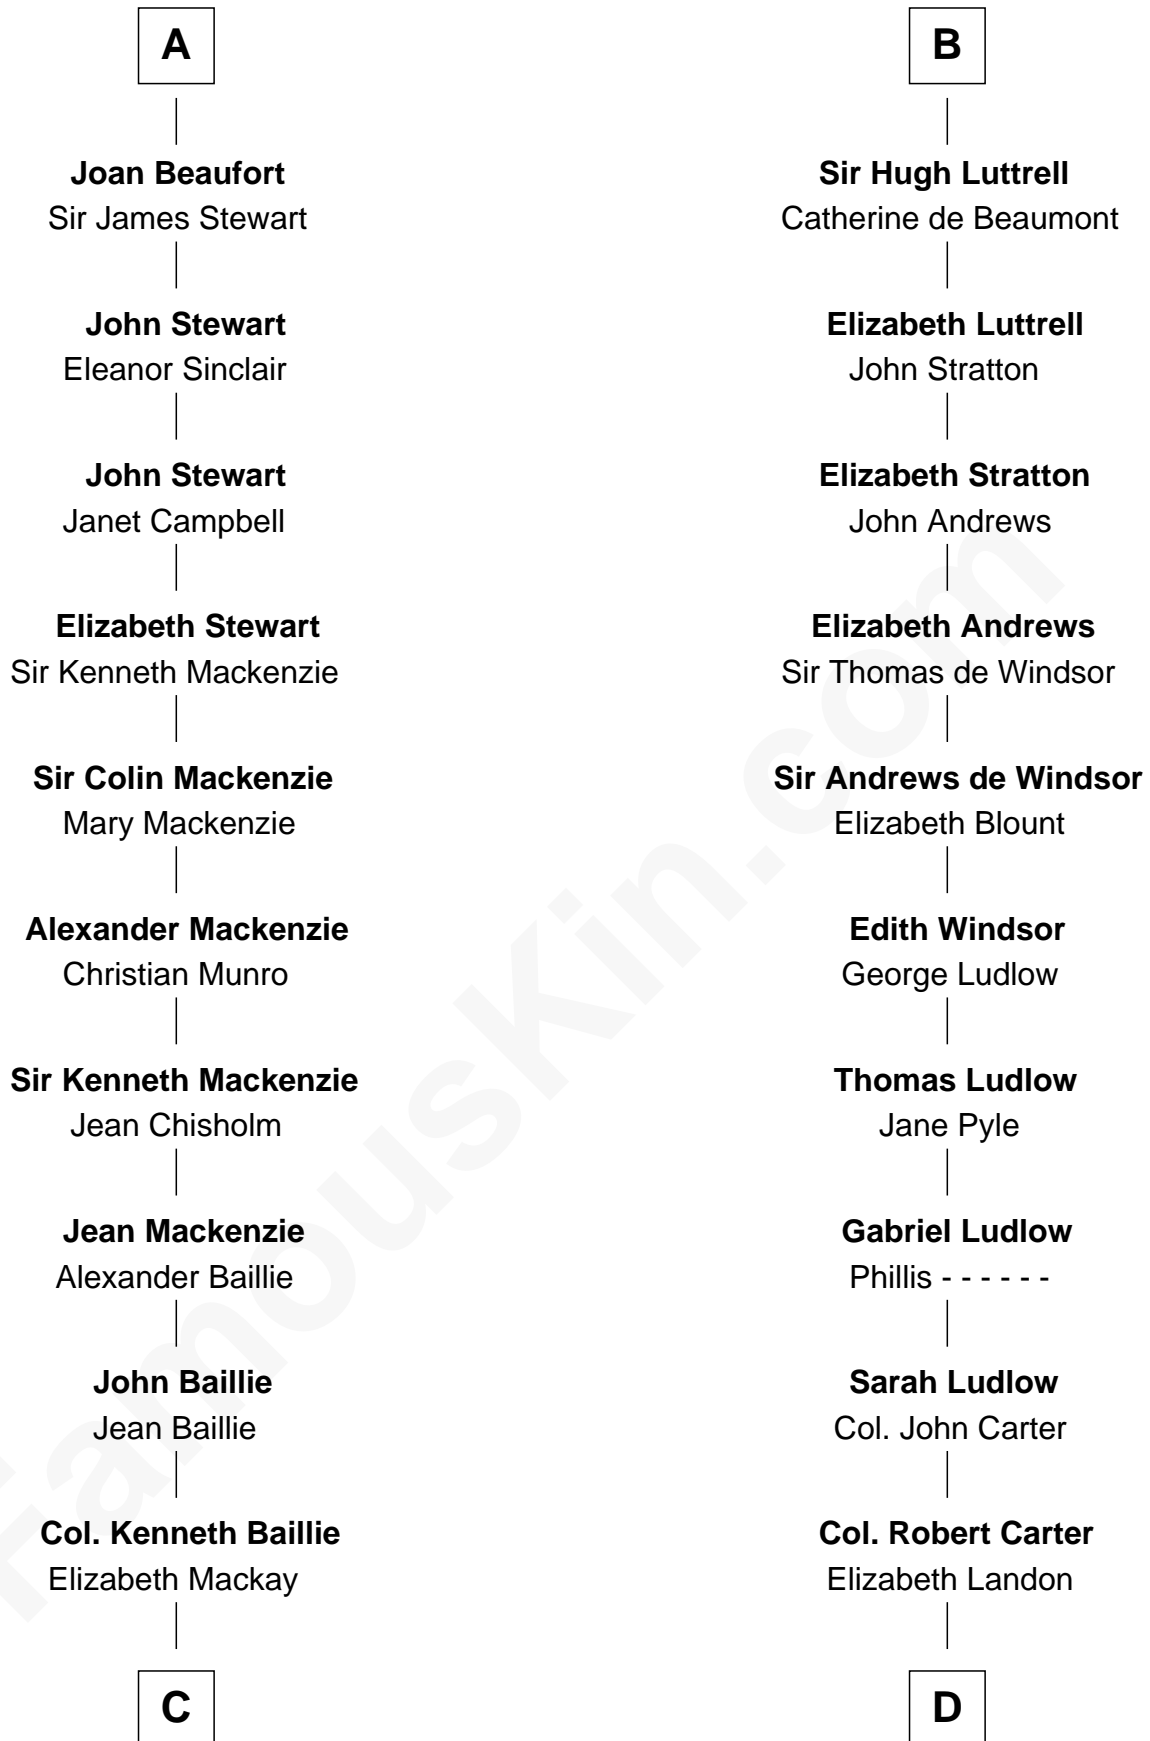 A
Joan Beaufort
Sir James Stewart
John Stewart
Eleanor Sinclair
John Stewart
Janet Campbell
Elizabeth Stewart
Sir Kenneth Mackenzie
Sir Colin Mackenzie
Mary Mackenzie
Alexander Mackenzie
Christian Munro
Sir Kenneth Mackenzie
Jean Chisholm
Jean Mackenzie
Alexander Baillie
John Baillie
Jean Baillie
Col. Kenneth Baillie
Elizabeth Mackay
C
B
Sir Hugh Luttrell
Catherine de Beaumont
Elizabeth Luttrell
John Stratton
Elizabeth Stratton
John Andrews
Elizabeth Andrews
Sir Thomas de Windsor
Sir Andrews de Windsor
Elizabeth Blount
Edith Windsor
George Ludlow
Thomas Ludlow
Jane Pyle
Gabriel Ludlow
Phillis - - - - - -
Sarah Ludlow
Col. John Carter
Col. Robert Carter
Elizabeth Landon
D
FamousKin.com